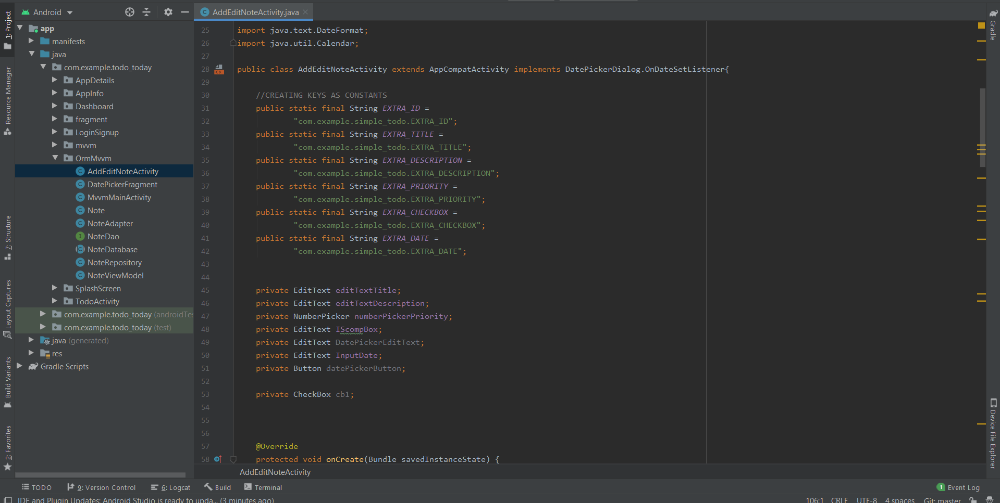 Android
AddEditNoteActivity.java
1: Project
Resource Manager
7: Structure
Layout Captures
Build Variants
2: Favorites
app
manifests
java
com.example.todo_today
AppDetails
AppInfo
Dashboard
fragment
LoginSignup
mvvm
OrmMvvm
AddEditNoteActivity
DatePickerFragment
MvvmMainActivity
Note
NoteAdapter
NoteDao
NoteDatabase
NoteRepository
NoteViewModel
SplashScreen
TodoActivity
com.example.todo_today (androidTes
com.example.todo_today (test)
java (generated)
res
Gradle Scripts
25 import java.text.DateFormat;
26 import java.util.Calendar;
27
28 public class AddEditNoteActivity extends AppCompatActivity implements DatePickerDialog.OnDateSetListener{
29
30 //CREATING KEYS AS CONSTANTS
31 public static final String EXTRA_ID =
32 "com.example.simple_todo.EXTRA_ID";
33 public static final String EXTRA_TITLE =
34 "com.example.simple_todo.EXTRA_TITLE";
35 public static final String EXTRA_DESCRIPTION =
36 "com.example.simple_todo.EXTRA_DESCRIPTION";
37 public static final String EXTRA_PRIORITY =
38 "com.example.simple_todo.EXTRA_PRIORITY";
39 public static final String EXTRA_CHECKBOX =
40 "com.example.simple_todo.EXTRA_CHECKBOX";
41 public static final String EXTRA_DATE =
42 "com.example.simple_todo.EXTRA_DATE";
43
44
45 private EditText editTextTitle;
46 private EditText editTextDescription;
47 private NumberPicker numberPickerPriority;
48 private EditText IScompBox;
49 private EditText DatePickerEditText;
50 private EditText InputDate;
51 private Button datePickerButton;
52
53 private CheckBox cb1;
54
55
56
57 @Override
58 protected void onCreate(Bundle savedInstanceState) {
AddEditNoteActivity
Gradle
Device File Explorer
TODO
9: Version Control
6: Logcat
Build
Terminal
1 Event Log
IDE and Plugin Updates: Android Studio is ready to upda... (3 minutes ago)
106:1 CRLF UTF-8 4 spaces Git: master